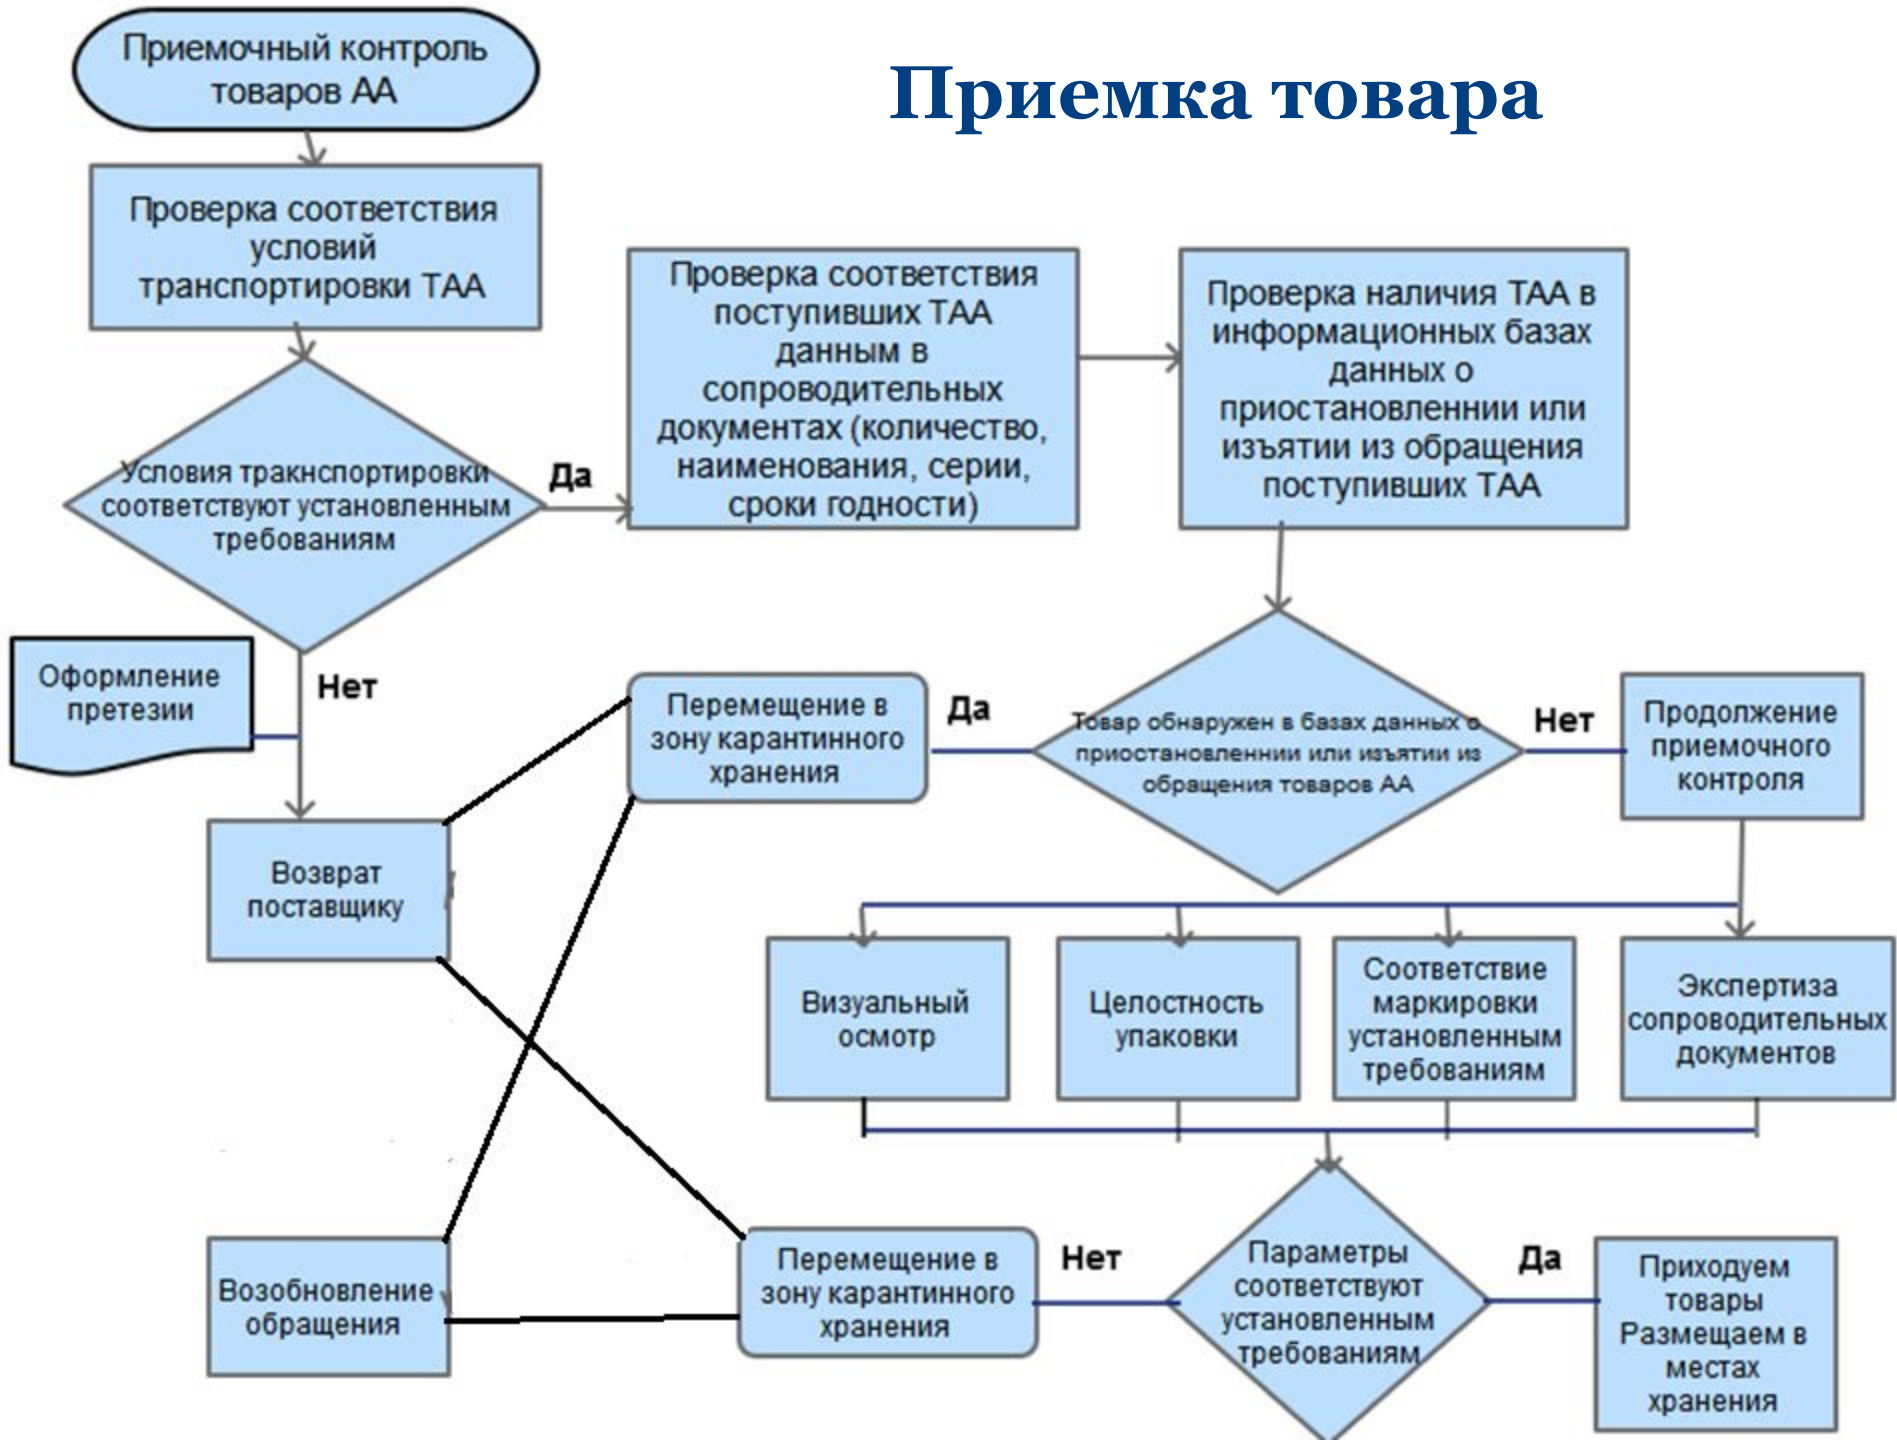 Приемочный контроль
товаров АА
Приемка товара
Проверка соответствия
условий
транспортировки ТАА
Проверка соответствия
поступивших ТАА
данным в
сопроводительных
документах (количество,
наименования, серии,
сроки годности)
Проверка наличия ТАА в
информационных базах
данных о
приостановленнии или
изъятии из обращения
поступивших ТАА
Условия тракнспортировки
соответствуют установленным
требованиям
Да
Нет
Оформление
претезии
Перемещение в
зону карантинного
хранения
Да
Товар обнаружен в базах данных о
приостановленнии или изъятии из
обращения товаров АА
Нет
Продолжение
приемочного
контроля
Возврат
поставщику
Визуальный
осмотр
Целостность
упаковки
Соответствие
маркировки
установленным
требованиям
Экспертиза
сопроводительных
документов
Возобновление
обращения
Перемещение в
зону карантинного
хранения
Нет
Параметры
соответствуют
установленным
требованиям
Да
Приходуем
товары
Размещаем в
местах
хранения